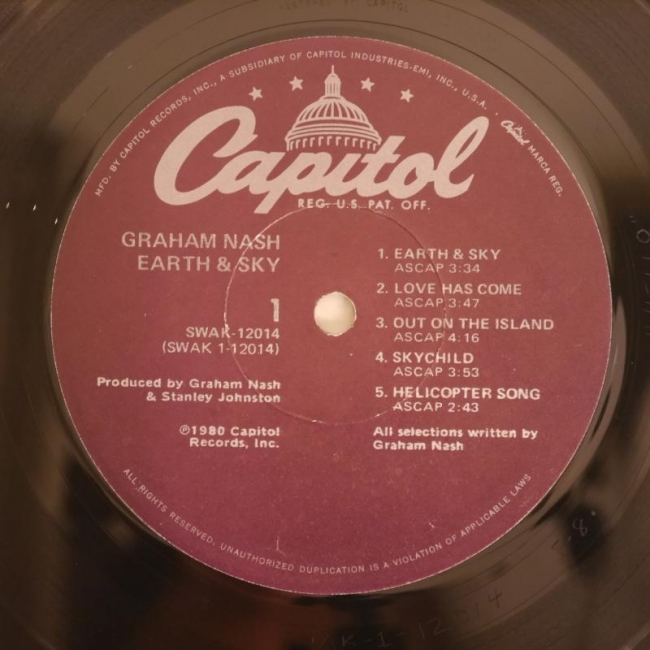 MFD. BY CAPITOL RECORDS, INC., A SUBSIDIARY OF CAPITOL INDUSTRIES-EMI, INC., U.S.A. • Capitol MARCA REG.
Capitol
REG. U.S. PAT. OFF.
GRAHAM NASH
EARTH & SKY
1
SWAK-12014
(SWAK 1-12014)
Produced by Graham Nash
& Stanley Johnston
℗1980 Capitol
Records, Inc.
1. EARTH & SKY
ASCAP 3:34
2. LOVE HAS COME
ASCAP 3:47
3. OUT ON THE ISLAND
ASCAP 4:16
4. SKYCHILD
ASCAP 3:53
5. HELICOPTER SONG
ASCAP 2:43
All selections written by
Graham Nash
ALL RIGHTS RESERVED. UNAUTHORIZED DUPLICATION IS A VIOLATION OF APPLICABLE LAWS